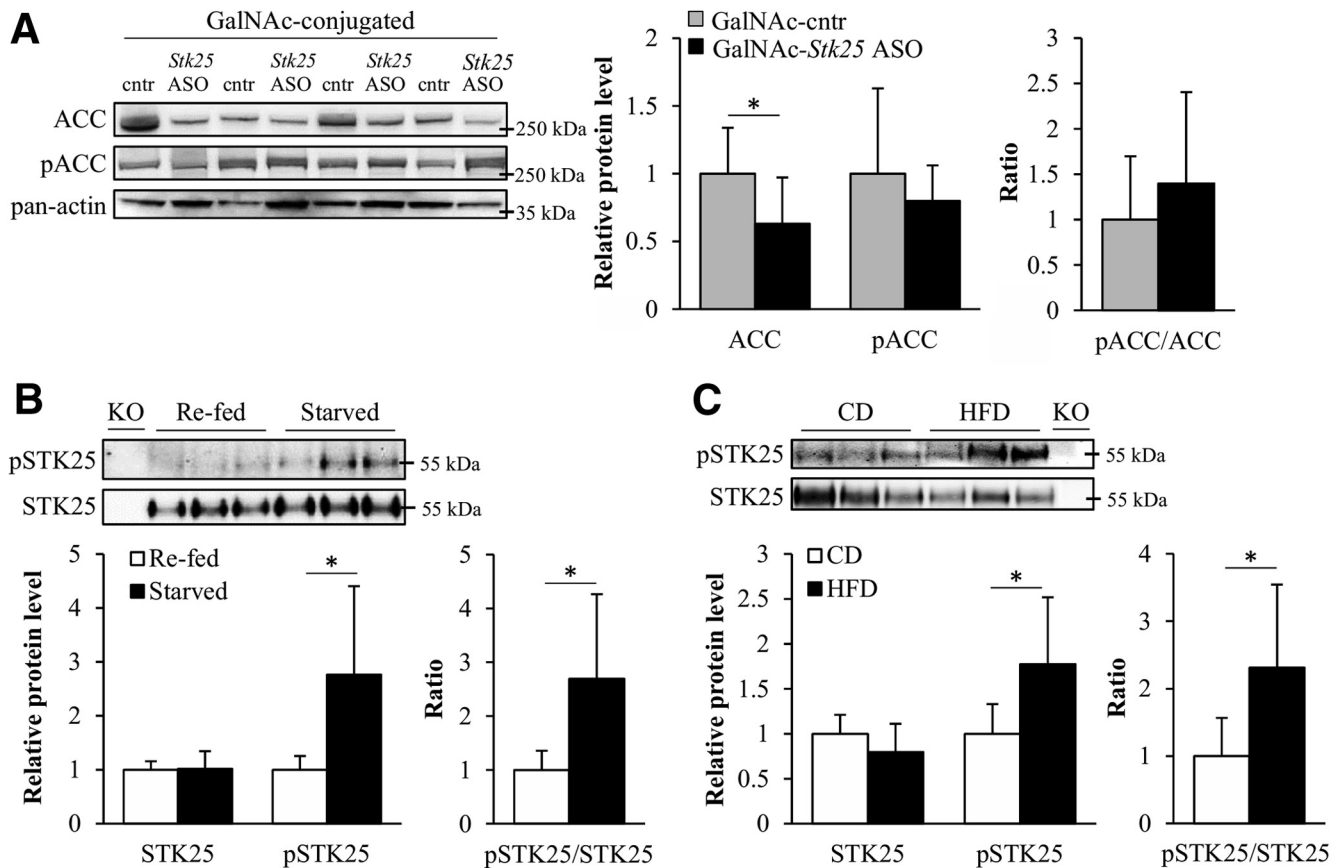 A
GalNAc-conjugated
Stk25 Stk25 Stk25 Stk25
cntr ASO cntr ASO cntr ASO cntr ASO
ACC
250 kDa
pACC
250 kDa
pan-actin
35 kDa
Relative protein level
2
1.5
1
0.5
0
GalNAc-cntr
GalNAc-Stk25 ASO
*
ACC pACC
Ratio
3
2.5
2
1.5
1
0.5
0
pACC/ACC
B
KO Re-fed Starved
pSTK25
55 kDa
STK25
55 kDa
Relative protein level
5
4
3
2
1
0
Re-fed
Starved
*
STK25 pSTK25
Ratio
5
4
3
2
1
0
*
pSTK25/STK25
C
CD HFD KO
pSTK25
55 kDa
STK25
55 kDa
Relative protein level
3
2.5
2
1.5
1
0.5
0
CD
HFD
*
STK25 pSTK25
Ratio
4
3
2
1
0
*
pSTK25/STK25